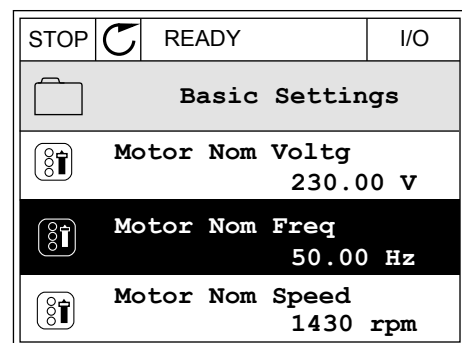 STOP READY I/O
Basic Settings
Motor Nom Voltg
230.00 V
Motor Nom Freq
50.00 Hz
Motor Nom Speed
1430 rpm